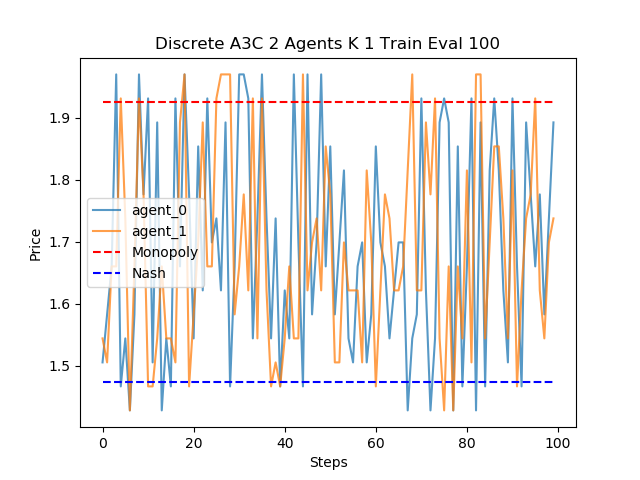 Discrete A3C 2 Agents K 1 Train Eval 100
Price
1.9
1.8
1.7
1.6
1.5
agent_0
agent_1
Monopoly
Nash
0 20 40 60 80 100
Steps